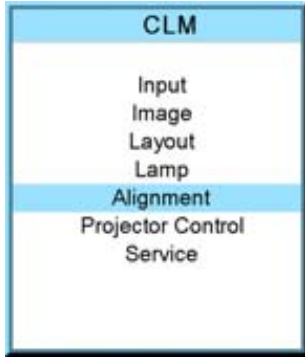 CLM
Input
Image
Layout
Lamp
Alignment
Projector Control
Service